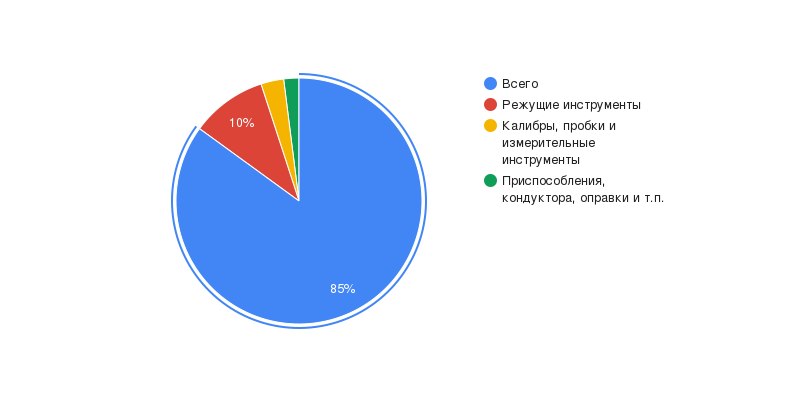 10%
85%
Всего
Режущие инструменты
Калибры, пробки и
измерительные
инструменты
Приспособления,
кондуктора, оправки и т.п.